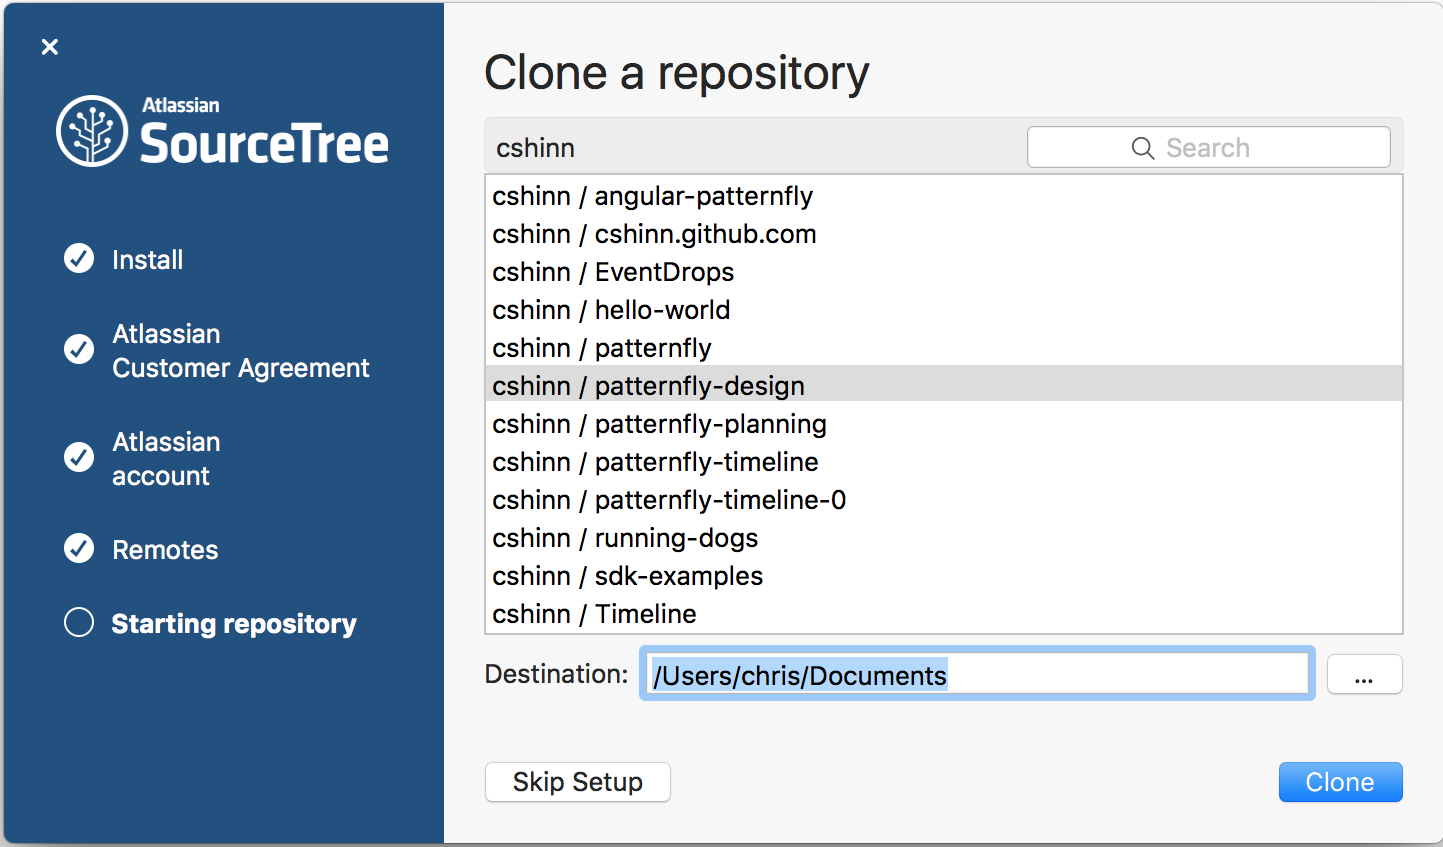 Atlassian
SourceTree
Install
Atlassian
Customer Agreement
Atlassian
account
Remotes
Starting repository
Clone a repository
cshinn
Search
cshinn / angular-patternfly
cshinn / cshinn.github.com
cshinn / EventDrops
cshinn / hello-world
cshinn / patternfly
cshinn / patternfly-design
cshinn / patternfly-planning
cshinn / patternfly-timeline
cshinn / patternfly-timeline-0
cshinn / running-dogs
cshinn / sdk-examples
cshinn / Timeline
Destination: /Users/chris/Documents ...
Skip Setup
Clone